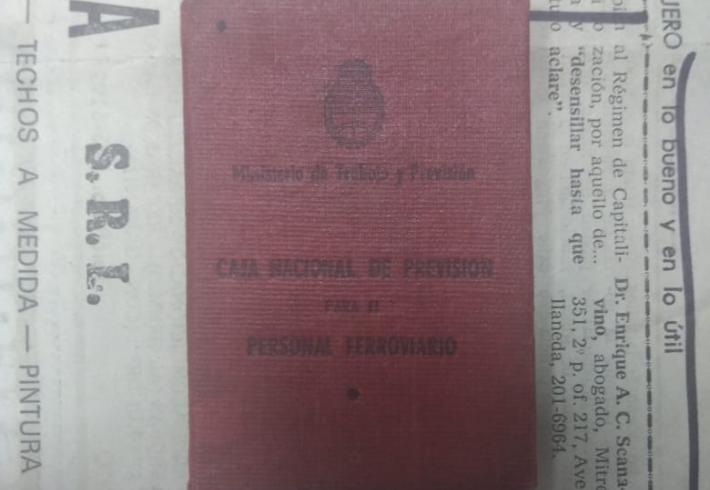 Ministerio de Trabajo y Previsión
CAJA NACIONAL DE PREVISION
PARA EL
PERSONAL FERROVIARIO
A
S. R. L.
— TECHOS A MEDIDA — PINTURA
JERO en lo bueno y en lo útil
al Régimen de Capitali-
zación, por aquello de...
y "desensillar hasta que
aclare".
Dr. Enrique A. C. Scana-
vino, abogado, Mitre
351, 2º p. of. 217, Ave
llaneda, 201-6964.